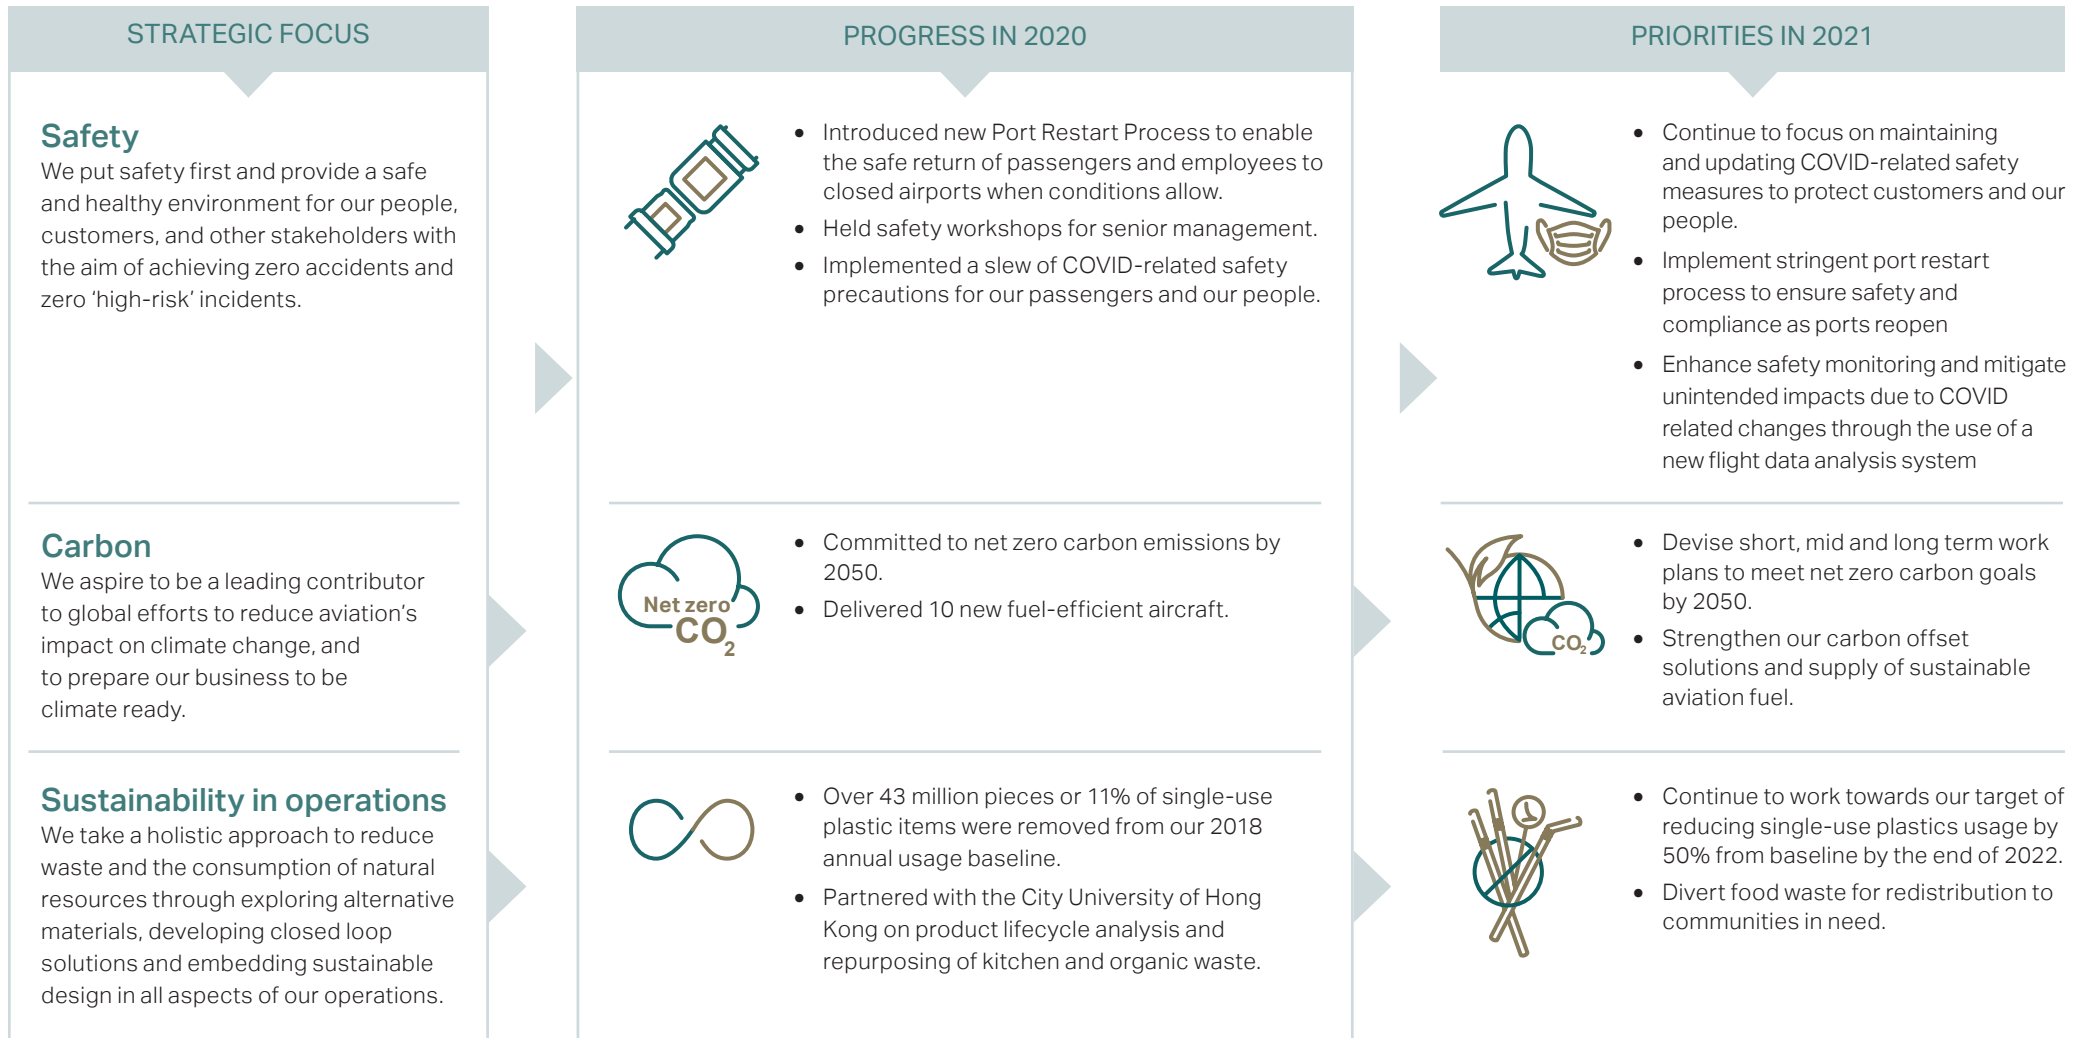 STRATEGIC FOCUS
PROGRESS IN 2020
PRIORITIES IN 2021
Safety
We put safety first and provide a safe
and healthy environment for our people,
customers, and other stakeholders with
the aim of achieving zero accidents and
zero ‘high-risk’ incidents.
• Introduced new Port Restart Process to enable
the safe return of passengers and employees to
closed airports when conditions allow.
• Held safety workshops for senior management.
• Implemented a slew of COVID-related safety
precautions for our passengers and our people.
• Continue to focus on maintaining
and updating COVID-related safety
measures to protect customers and our
people.
• Implement stringent port restart
process to ensure safety and
compliance as ports reopen
• Enhance safety monitoring and mitigate
unintended impacts due to COVID
related changes through the use of a
new flight data analysis system
Carbon
We aspire to be a leading contributor
to global efforts to reduce aviation’s
impact on climate change, and
to prepare our business to be
climate ready.
Net zero
CO2
• Committed to net zero carbon emissions by
2050.
• Delivered 10 new fuel-efficient aircraft.
CO2
• Devise short, mid and long term work
plans to meet net zero carbon goals
by 2050.
• Strengthen our carbon offset
solutions and supply of sustainable
aviation fuel.
Sustainability in operations
We take a holistic approach to reduce
waste and the consumption of natural
resources through exploring alternative
materials, developing closed loop
solutions and embedding sustainable
design in all aspects of our operations.
• Over 43 million pieces or 11% of single-use
plastic items were removed from our 2018
annual usage baseline.
• Partnered with the City University of Hong
Kong on product lifecycle analysis and
repurposing of kitchen and organic waste.
• Continue to work towards our target of
reducing single-use plastics usage by
50% from baseline by the end of 2022.
• Divert food waste for redistribution to
communities in need.